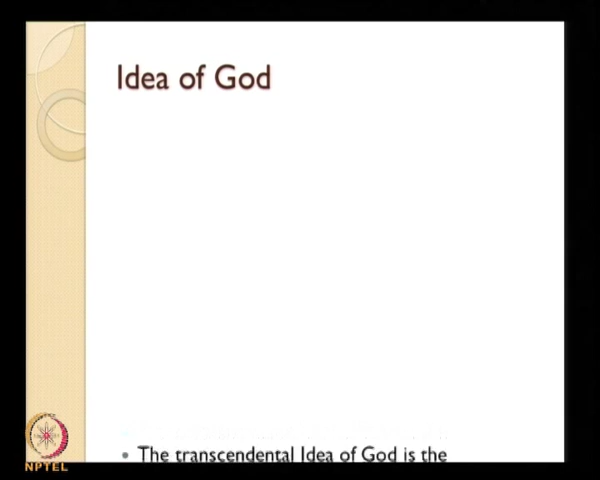 Idea of God
• The transcendental Idea of God is the
NPTEL